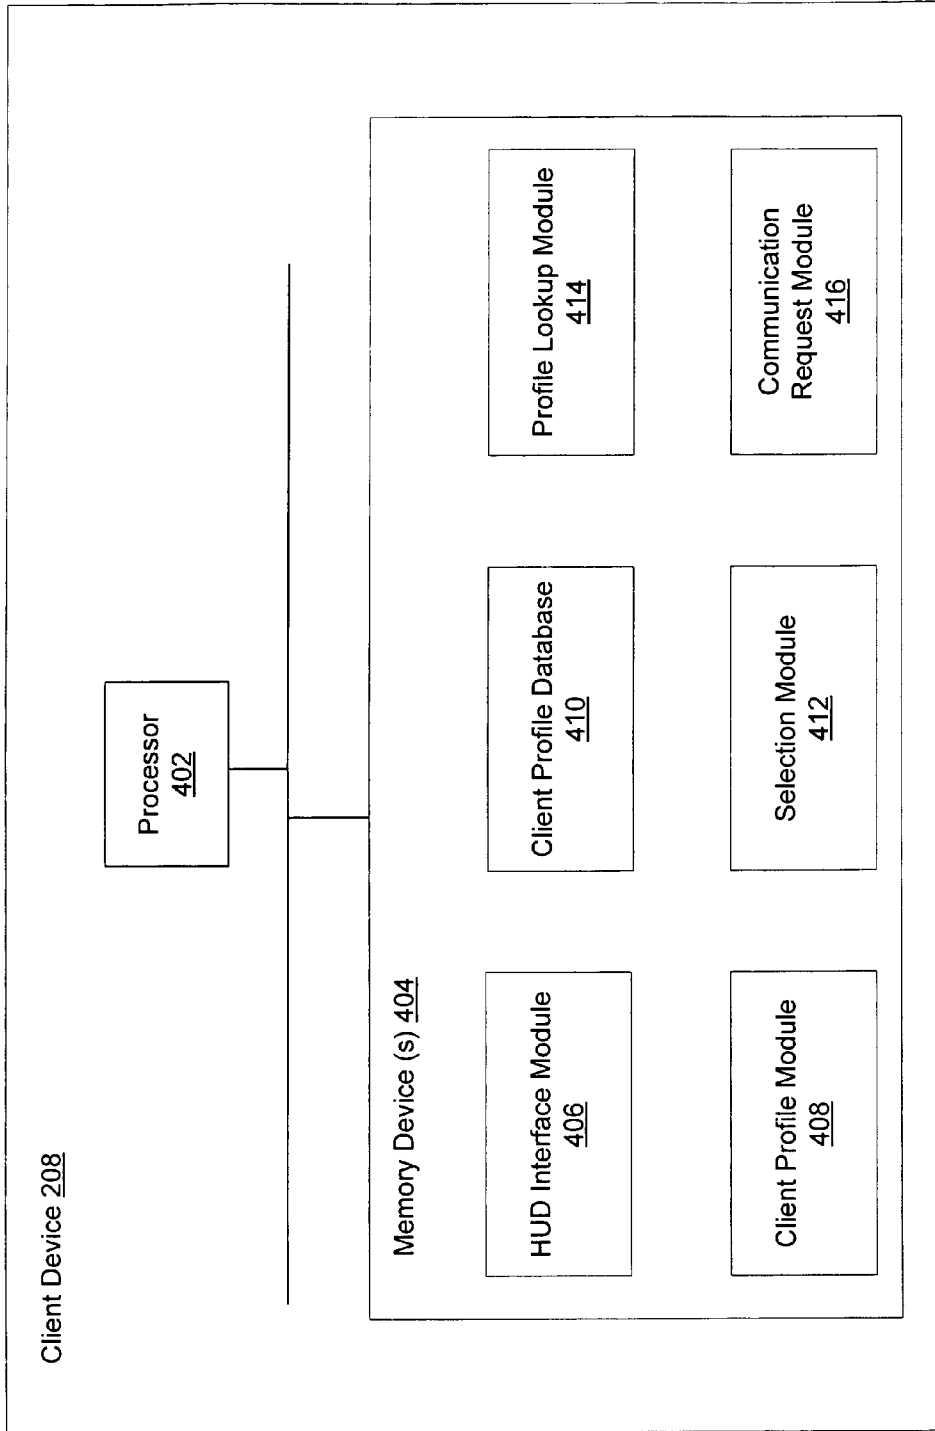 Client Device 208
Processor
402
Memory Device (s) 404
HUD Interface Module
406
Client Profile Database
410
Profile Lookup Module
414
Client Profile Module
408
Selection Module
412
Communication
Request Module
416